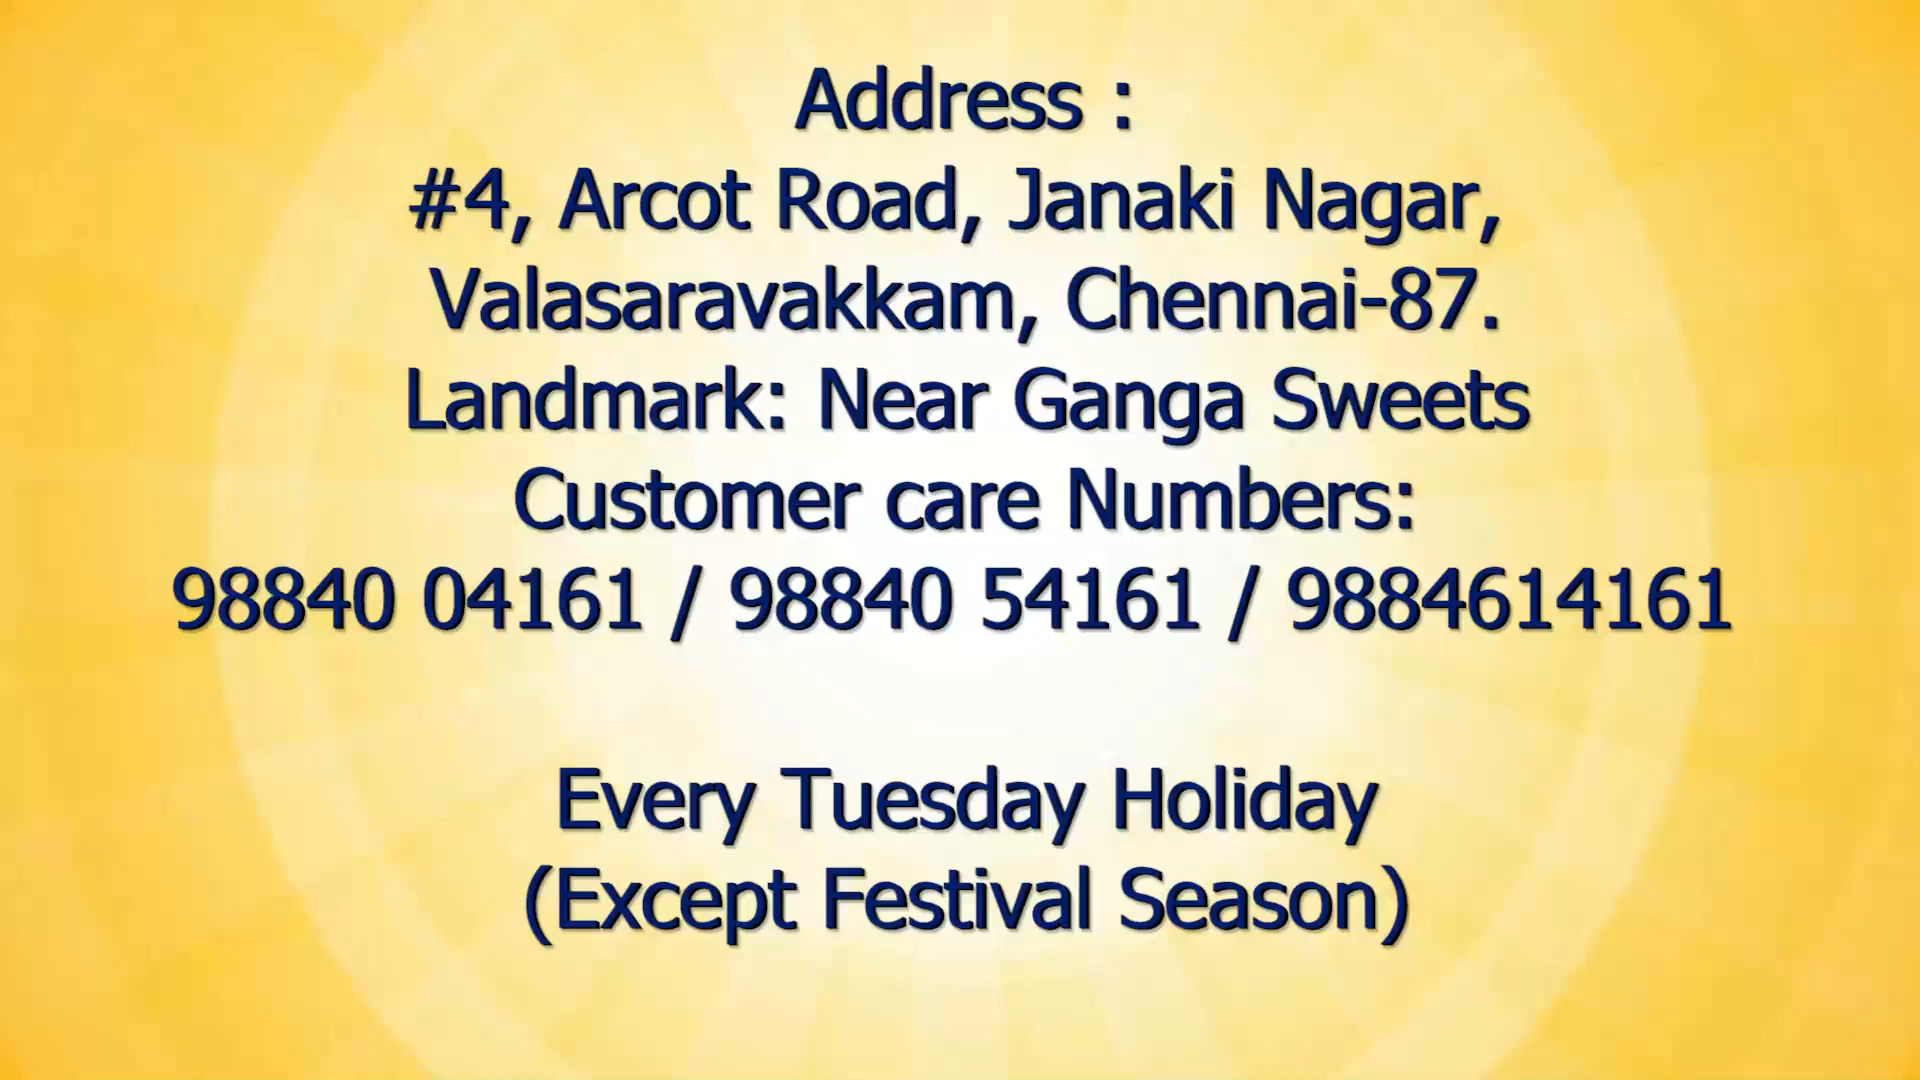 Address :
#4, Arcot Road, Janaki Nagar,
Valasaravakkam, Chennai-87.
Landmark: Near Ganga Sweets
Customer care Numbers:
98840 04161 / 98840 54161 / 9884614161
Every Tuesday Holiday
(Except Festival Season)